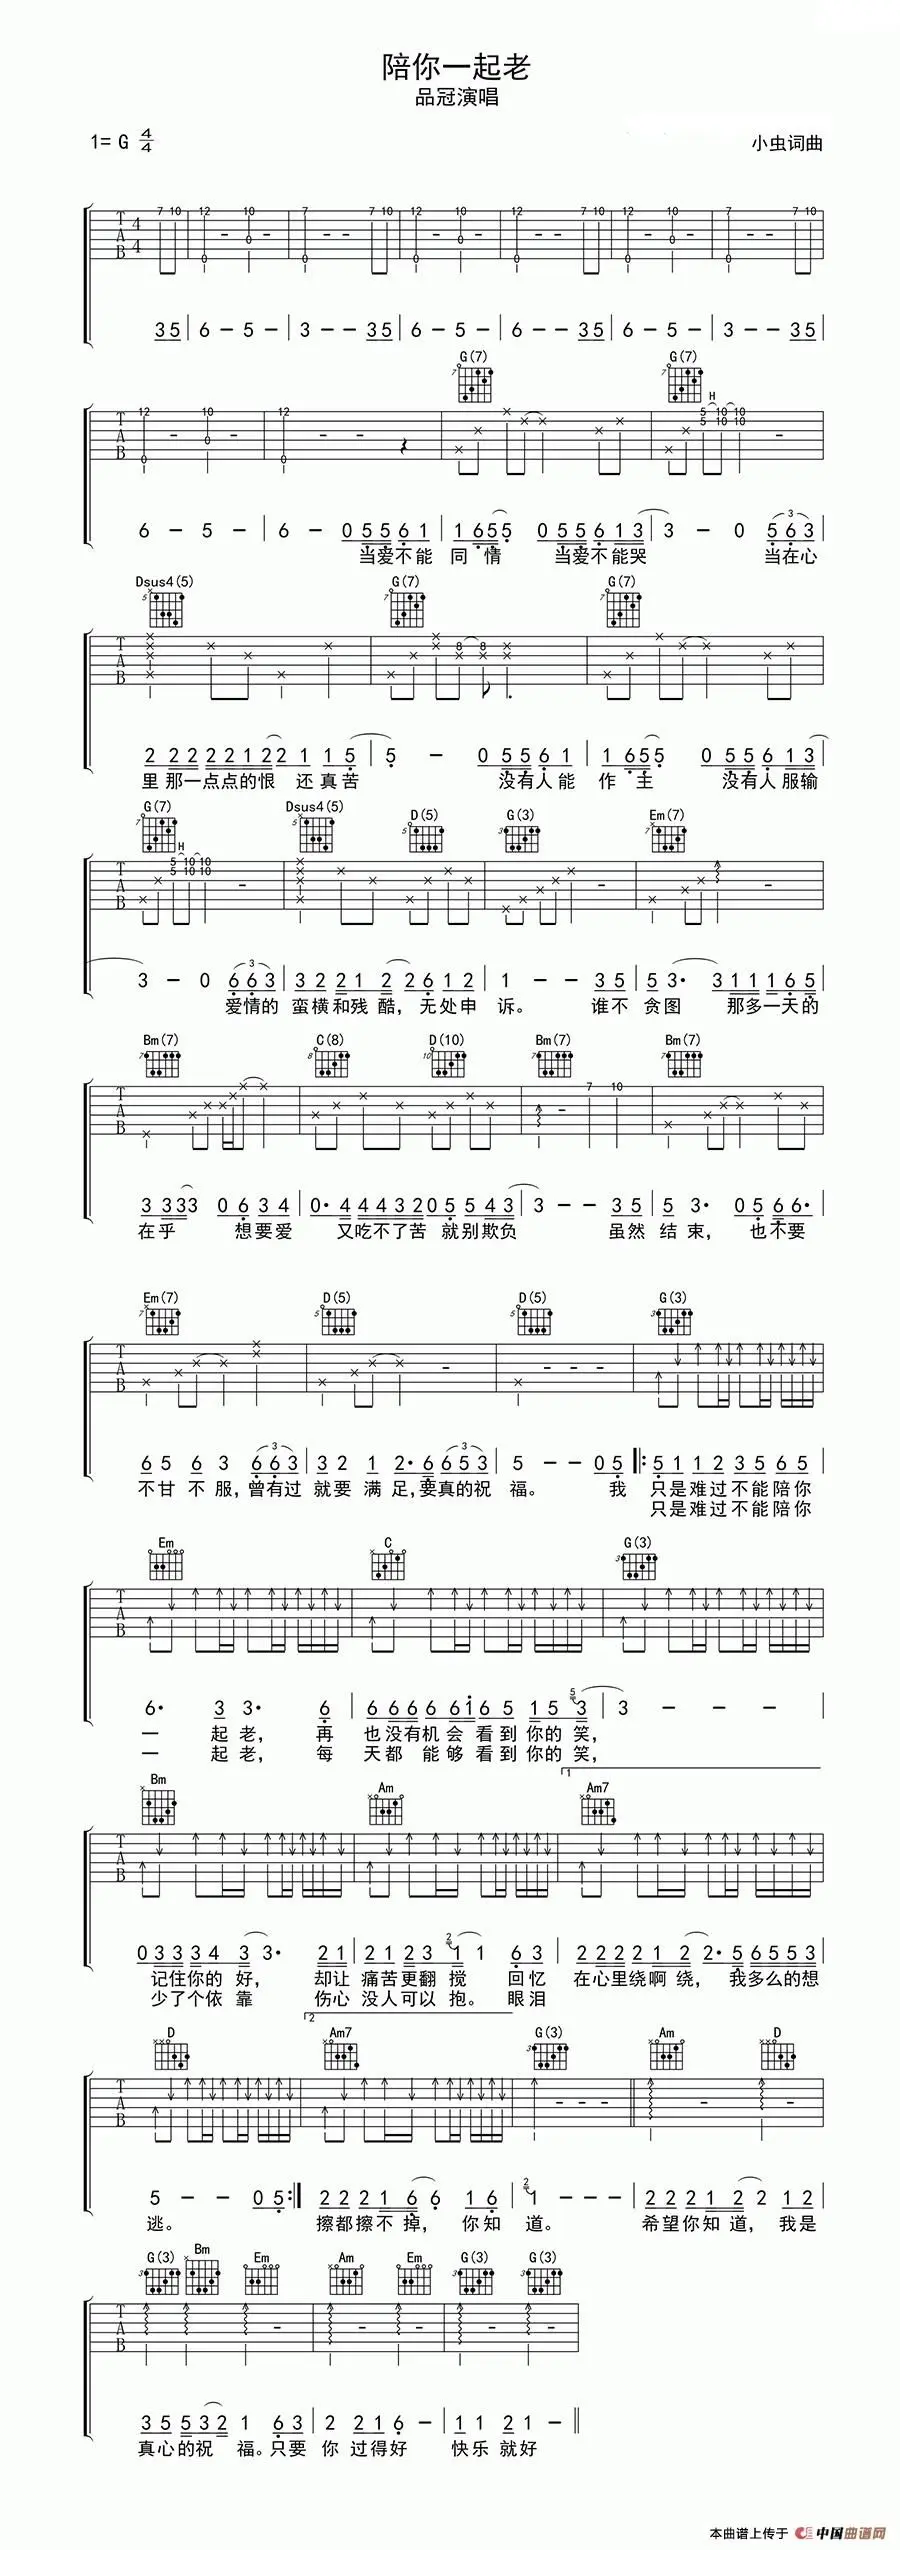 陪你一起老
品冠演唱
1= G 4/4
小虫词曲
7 10 12 10 7 7 10 12 10 12 7 10 12 10 7 7 10
3 5 | 6 - 5 - | 3 - - 3 5 | 6 - 5 - | 6 - - 3 5 | 6 - 5 - | 3 - - 3 5 |
G(7) G(7)
6 - 5 - | 6 - 0 5 5 6 1 | 1 6 5 5 0 5 5 6 1 3 | 3 - 0 5 6 3
当爱不能 同 情 当爱不能哭 当在心
Dsus4(5) G(7) G(7)
2 2 2 2 2 1 2 2 1 1 5 | 5 - 0 5 5 6 1 | 1 6 5 5 0 5 5 6 1 3 |
里那一点点的恨 还真苦 没有人能 作 主 没有人服输
G(7) Dsus4(5) D(5) G(3) Em(7)
3 - 0 6 6 3 | 3 2 2 1 2 2 2 6 1 2 | 1 - - 3 5 | 5 3· 3 1 1 1 6 5 |
爱情的 蛮横和残 酷，无处申 诉。 谁不 贪图 那多一天的
Bm(7) C(8) D(10) Bm(7) Bm(7)
3 3 3 3 0 6 3 4 | 0· 4 4 4 3 2 0 5 5 4 3 | 3 - - 3 5 | 5 3· 0 5 6 6· |
在乎 想要爱 又吃不了苦 就别欺负 虽然 结 束， 也不要
Em(7) D(5) D(5) G(3)
6 5 6 3 6 6 3 | 3 2 1 2· 6 6 5 3 | 5 - - 0 5 |: 5 1 1 2 3 5 6 5 |
不甘 不 服，曾有过 就要 满 足，要真的祝 福。 我 只是难过不能陪你
只是难过不能陪你
Em C G(3)
6· 3 3· 6 | 6 6 6 6 6 1 6 5 1 5 3 | 3 - - - |
一 起 老， 再 也没有机会 看到你的 笑，
一 起 老， 每 天都 能够 看到你的 笑，
Bm Am 1 Am7
0 3 3 3 4 3 3· 2 1 | 2 1 2 3 1 1 6 3 | 2 2 2 2 1 2 2· 5 6 5 5 3 |
记住你的 好， 却让 痛苦更翻 搅 回忆 在心里绕啊 绕， 我多么的想
少了个依 靠 伤心 没人可以 抱。 眼泪
D 2 Am7 G(3) Am D
5 - - 0 5 :| 2 2 2 1 6 6 1 6 | 1 - - - | 2 2 2 1 2 2 1 2 |
逃。 擦都擦不 掉， 你知 道。 希望你知 道，我是
G(3) Bm Em Am Em G(3) G(3)
3 5 5 3 2 1 6 3 | 2 2 1 6 - | 1 1 2 1 - ||
真心的祝 福。只要 你 过得好 快乐 就好
本曲谱上传于 中国曲谱网